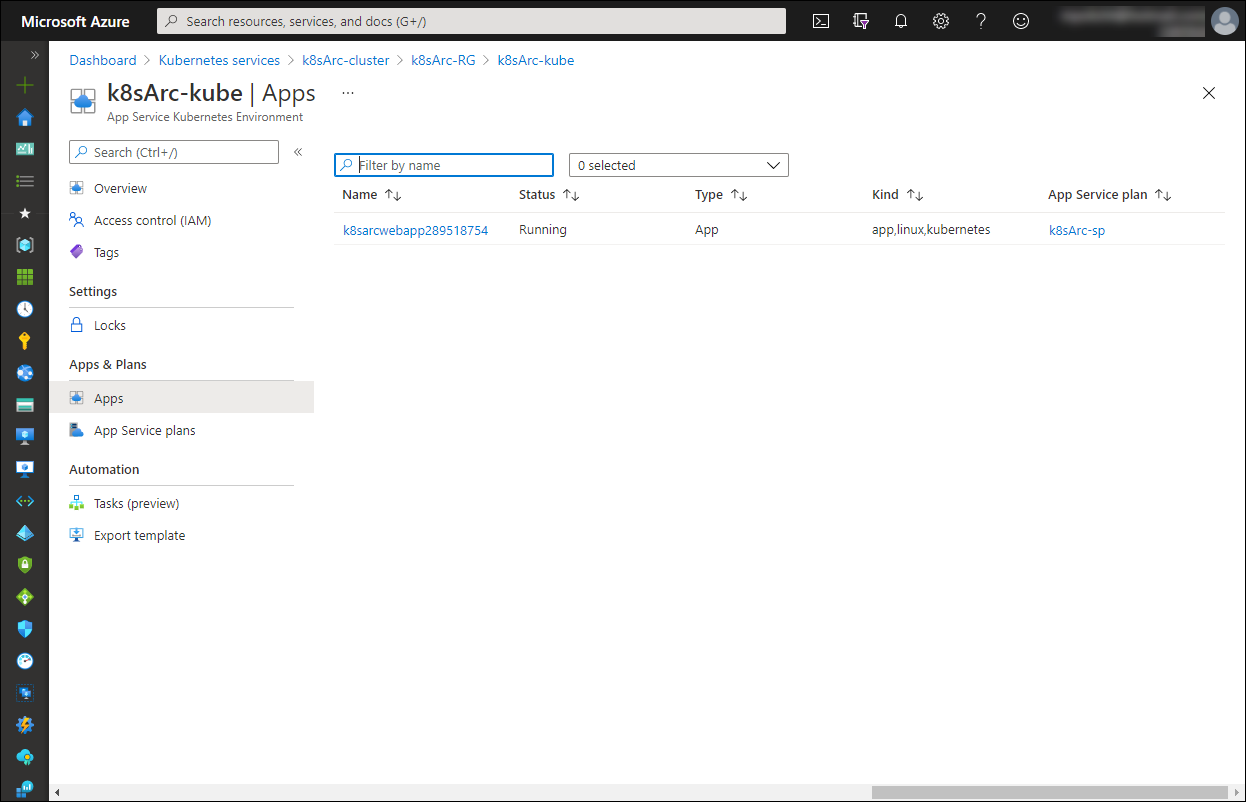 Microsoft Azure
Search resources, services, and docs (G+/)
Dashboard > Kubernetes services > k8sArc-cluster > k8sArc-RG > k8sArc-kube
k8sArc-kube | Apps ...
App Service Kubernetes Environment
Search (Ctrl+/)
Overview
Access control (IAM)
Tags
Settings
Locks
Apps & Plans
Apps
App Service plans
Automation
Tasks (preview)
Export template
Filter by name
0 selected
Name Status Type Kind App Service plan
k8sarcwebapp289518754 Running App app,linux,kubernetes k8sArc-sp